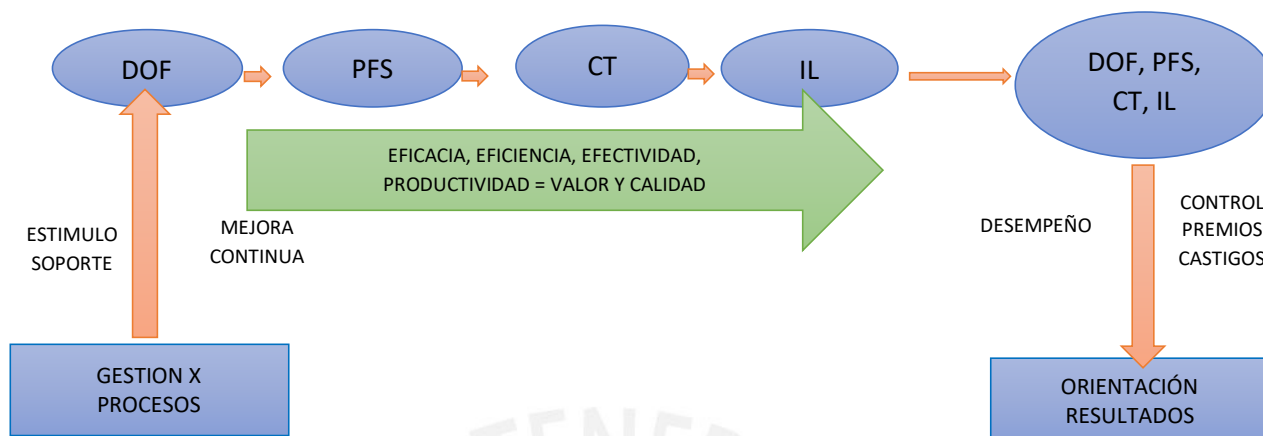 DOF
PFS
CT
IL
DOF, PFS,
CT, IL
EFICACIA, EFICIENCIA, EFECTIVIDAD,
PRODUCTIVIDAD = VALOR Y CALIDAD
ESTIMULO
SOPORTE
MEJORA
CONTINUA
DESEMPEÑO
CONTROL
PREMIOS
CASTIGOS
GESTION X
PROCESOS
ORIENTACIÓN
RESULTADOS
TENEB